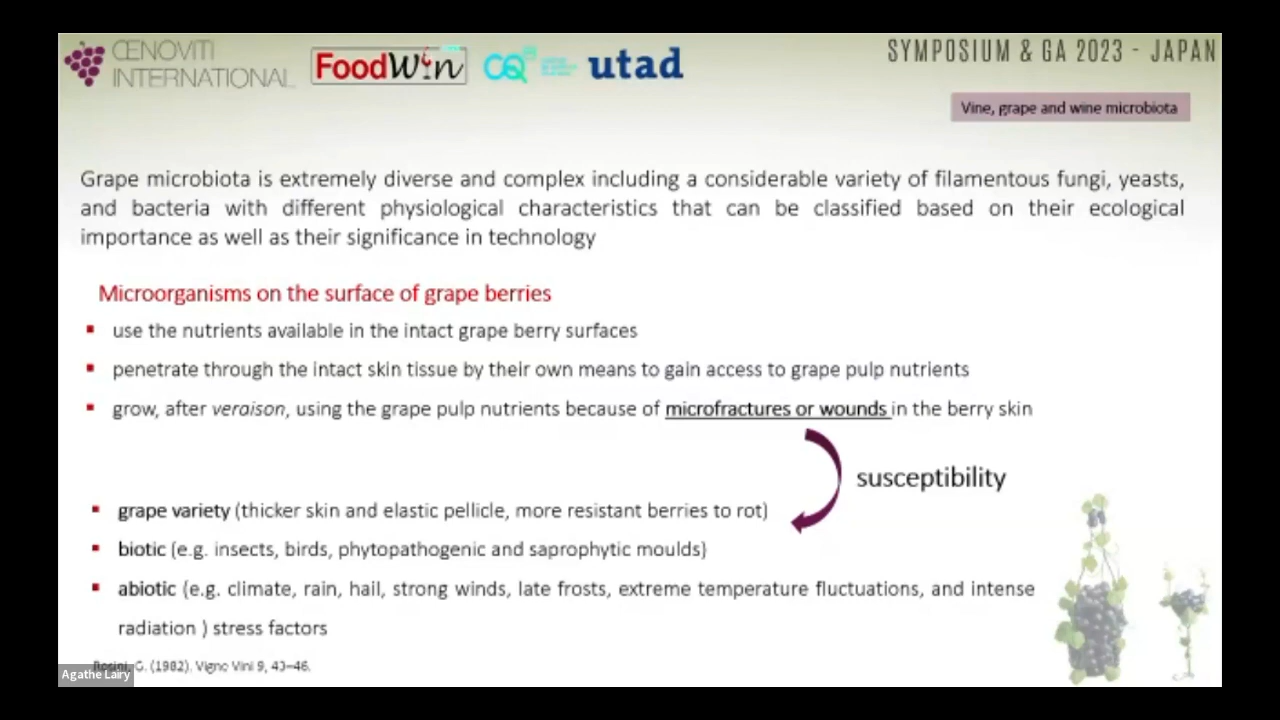 ŒNOVITI
INTERNATIONAL
FoodWin
CQ
utad
SYMPOSIUM & GA 2023 - JAPAN
Vine, grape and wine microbiota
Grape microbiota is extremely diverse and complex including a considerable variety of filamentous fungi, yeasts,
and bacteria with different physiological characteristics that can be classified based on their ecological
importance as well as their significance in technology
Microorganisms on the surface of grape berries
▪ use the nutrients available in the intact grape berry surfaces
▪ penetrate through the intact skin tissue by their own means to gain access to grape pulp nutrients
▪ grow, after veraison, using the grape pulp nutrients because of microfractures or wounds in the berry skin
susceptibility
▪ grape variety (thicker skin and elastic pellicle, more resistant berries to rot)
▪ biotic (e.g. insects, birds, phytopathogenic and saprophytic moulds)
▪ abiotic (e.g. climate, rain, hail, strong winds, late frosts, extreme temperature fluctuations, and intense
radiation ) stress factors
Rosini, G. (1982). Vigno Vini 9, 43–46.
Agathe Lairy